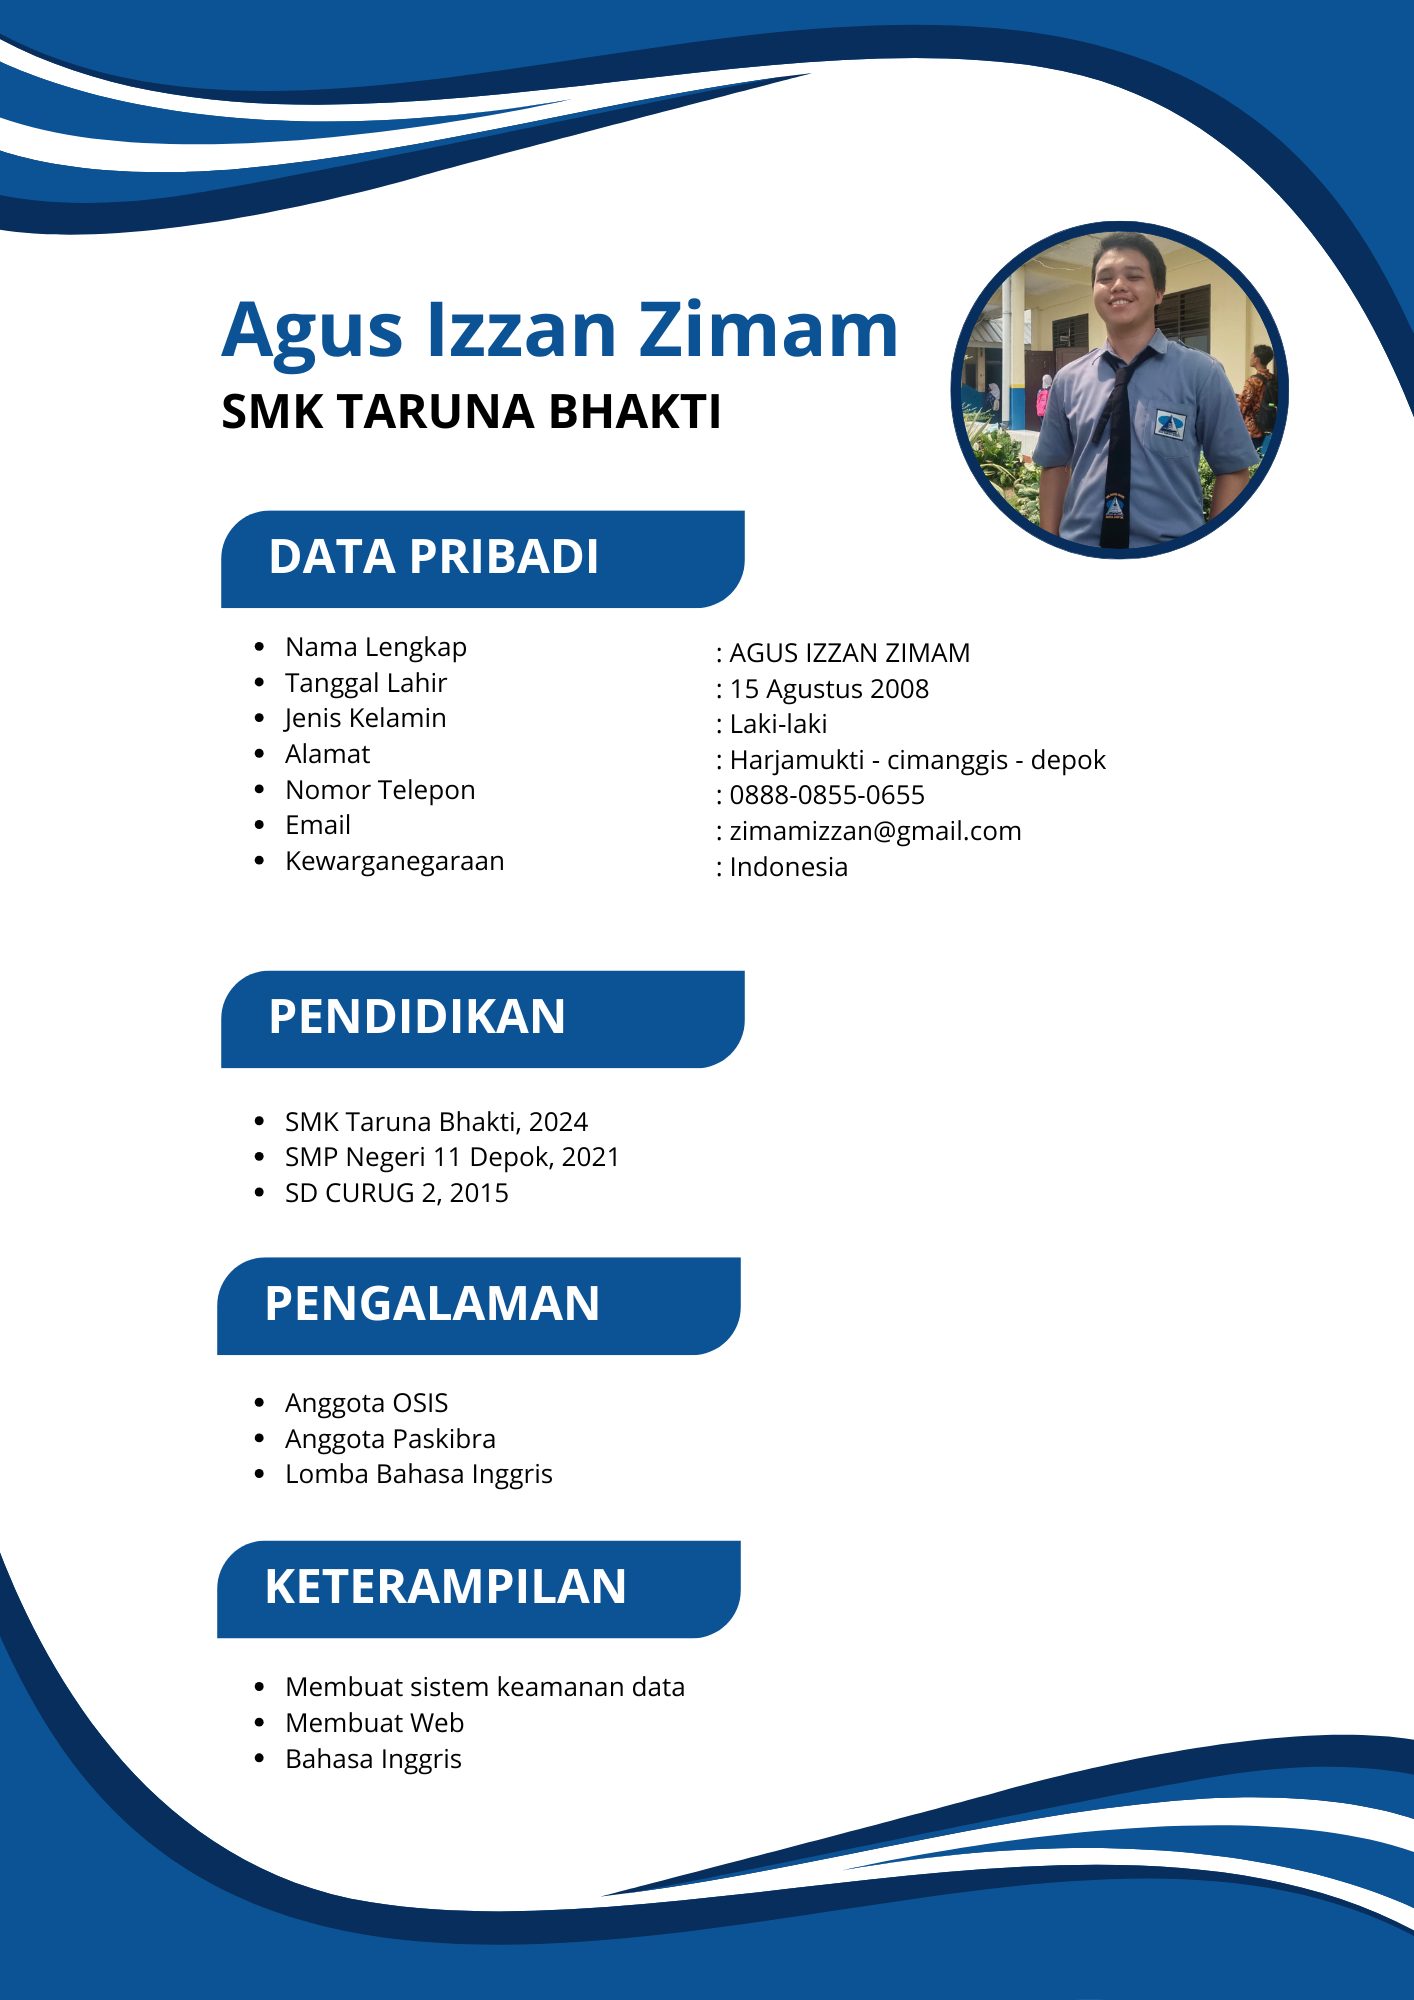 Agus Izzan Zimam
SMK TARUNA BHAKTI
DATA PRIBADI
Nama Lengkap : AGUS IZZAN ZIMAM
Tanggal Lahir : 15 Agustus 2008
Jenis Kelamin : Laki-laki
Alamat : Harjamukti - cimanggis - depok
Nomor Telepon : 0888-0855-0655
Email : zimamizzan@gmail.com
Kewarganegaraan : Indonesia
PENDIDIKAN
SMK Taruna Bhakti, 2024
SMP Negeri 11 Depok, 2021
SD CURUG 2, 2015
PENGALAMAN
Anggota OSIS
Anggota Paskibra
Lomba Bahasa Inggris
KETERAMPILAN
Membuat sistem keamanan data
Membuat Web
Bahasa Inggris